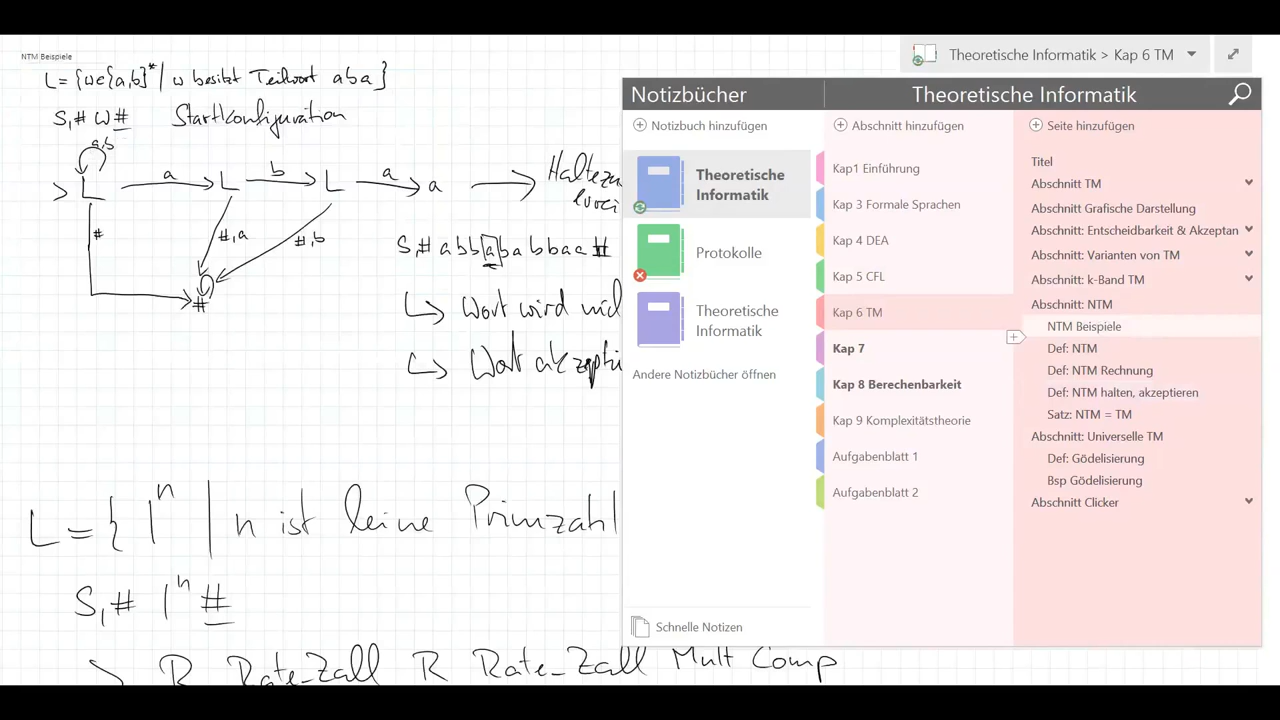 NTM Beispiele
L = {w∈{a,b}* | w besitzt Teilwort aba}
s, # w # Startkonfiguration
a,b
> L a L b L a a Haltezu
# #,a #,b
s, # abbababbaa #
#
Wort wird nich
Wort akzepti
L = { |ⁿ | n ist keine Primzahl
s, # |ⁿ #
> R Rate-Zahl R Rate-Zahl Mult Comp
Theoretische Informatik > Kap 6 TM
Notizbücher
Notizbuch hinzufügen
Theoretische
Informatik
Protokolle
Theoretische
Informatik
Andere Notizbücher öffnen
Schnelle Notizen
Theoretische Informatik
Abschnitt hinzufügen
Kap1 Einführung
Kap 3 Formale Sprachen
Kap 4 DEA
Kap 5 CFL
Kap 6 TM
Kap 7
Kap 8 Berechenbarkeit
Kap 9 Komplexitätstheorie
Aufgabenblatt 1
Aufgabenblatt 2
Seite hinzufügen
Titel
Abschnitt TM
Abschnitt Grafische Darstellung
Abschnitt: Entscheidbarkeit & Akzeptan
Abschnitt: Varianten von TM
Abschnitt: k-Band TM
Abschnitt: NTM
NTM Beispiele
Def: NTM
Def: NTM Rechnung
Def: NTM halten, akzeptieren
Satz: NTM = TM
Abschnitt: Universelle TM
Def: Gödelisierung
Bsp Gödelisierung
Abschnitt Clicker